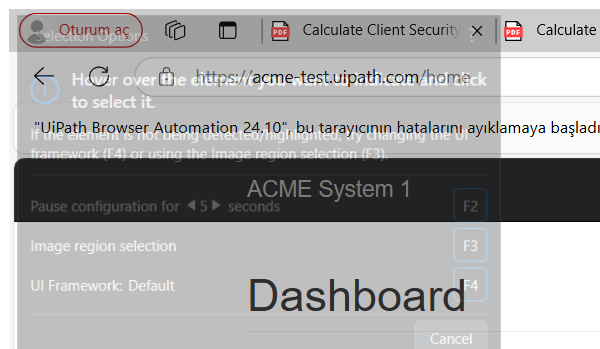 Oturum aç
Calculate Client Security
Calculate
Selection Options
https://acme-test.uipath.com/home
Hover over the element you want to indicate and click
to select it.
"UiPath Browser Automation 24.10", bu tarayıcının hatalarını ayıklamaya başladı
If the element is not being detected/highlighted, try changing the UI
framework (F4) or using the Image region selection (F3).
ACME System 1
Pause configuration for 5 seconds F2
Image region selection F3
UI Framework: Default F4
Dashboard
Cancel